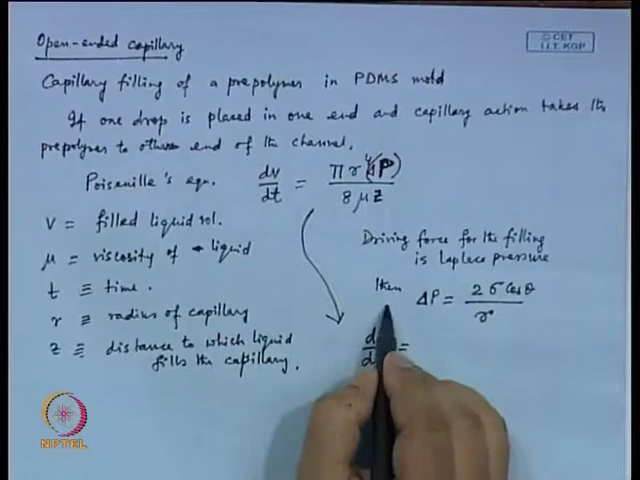 Open-ended Capillary
© CET
I.I.T. KGP
Capillary filling of a prepolymer in PDMS mold
If one drop is placed in one end and capillary action takes the
prepolymer to other end of the channel.
Poiseuille's eqn. dv/dt = πr⁴(ΔP) / 8μz
v = filled liquid vol.
μ = viscosity of liquid
t ≡ time.
r ≡ radius of capillary
z ≡ distance to which liquid
fills the capillary.
Driving force for the filling
is laplace pressure
then ΔP = 2σ cos θ / r
d / d =
NPTEL